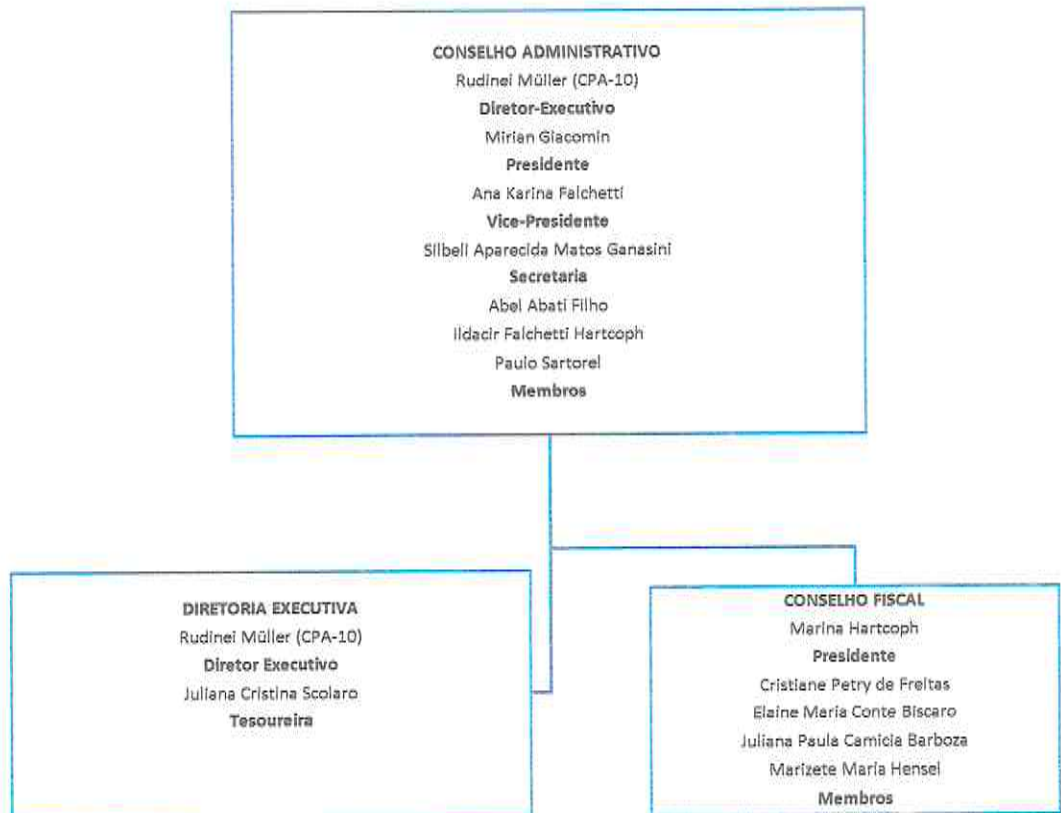 CONSELHO ADMINISTRATIVO
Rudinei Müller (CPA-10)
Diretor-Executivo
Mirian Giacomin
Presidente
Ana Karina Falchetti
Vice-Presidente
Silbeli Aparecida Matos Ganasini
Secretaria
Abel Abati Filho
Ildacir Falchetti Hartcoph
Paulo Sartorel
Membros
DIRETORIA EXECUTIVA
Rudinei Müller (CPA-10)
Diretor Executivo
Juliana Cristina Scolaro
Tesoureira
CONSELHO FISCAL
Marina Hartcoph
Presidente
Cristiane Petry de Freitas
Elaine Maria Conte Biscaro
Juliana Paula Camicia Barboza
Marizete Maria Hensel
Membros